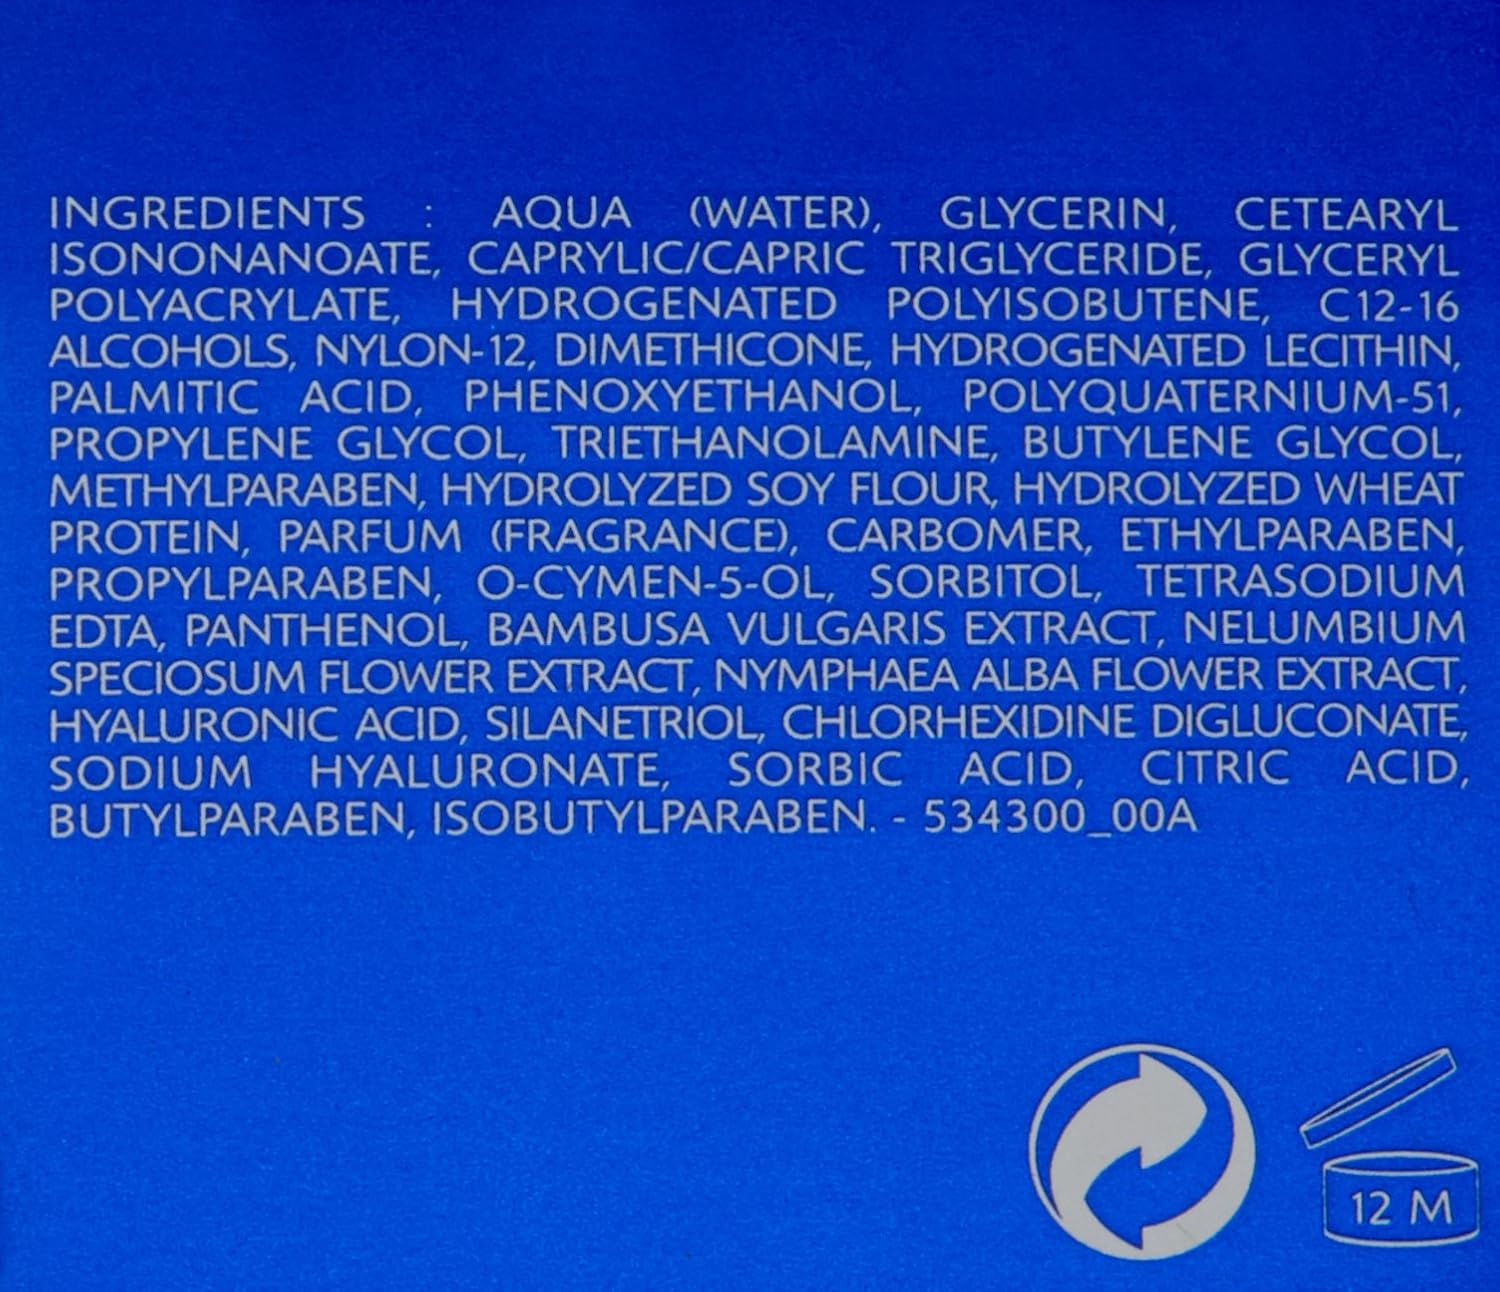 INGREDIENTS : AQUA (WATER), GLYCERIN, CETEARYL
ISONONANOATE, CAPRYLIC/CAPRIC TRIGLYCERIDE, GLYCERYL
POLYACRYLATE, HYDROGENATED POLYISOBUTENE, C12-16
ALCOHOLS, NYLON-12, DIMETHICONE, HYDROGENATED LECITHIN,
PALMITIC ACID, PHENOXYETHANOL, POLYQUATERNIUM-51,
PROPYLENE GLYCOL, TRIETHANOLAMINE, BUTYLENE GLYCOL,
METHYLPARABEN, HYDROLYZED SOY FLOUR, HYDROLYZED WHEAT
PROTEIN, PARFUM (FRAGRANCE), CARBOMER, ETHYLPARABEN,
PROPYLPARABEN, O-CYMEN-5-OL, SORBITOL, TETRASODIUM
EDTA, PANTHENOL, BAMBUSA VULGARIS EXTRACT, NELUMBIUM
SPECIOSUM FLOWER EXTRACT, NYMPHAEA ALBA FLOWER EXTRACT,
HYALURONIC ACID, SILANETRIOL, CHLORHEXIDINE DIGLUCONATE,
SODIUM HYALURONATE, SORBIC ACID, CITRIC ACID,
BUTYLPARABEN, ISOBUTYLPARABEN. - 534300_00A
12 M